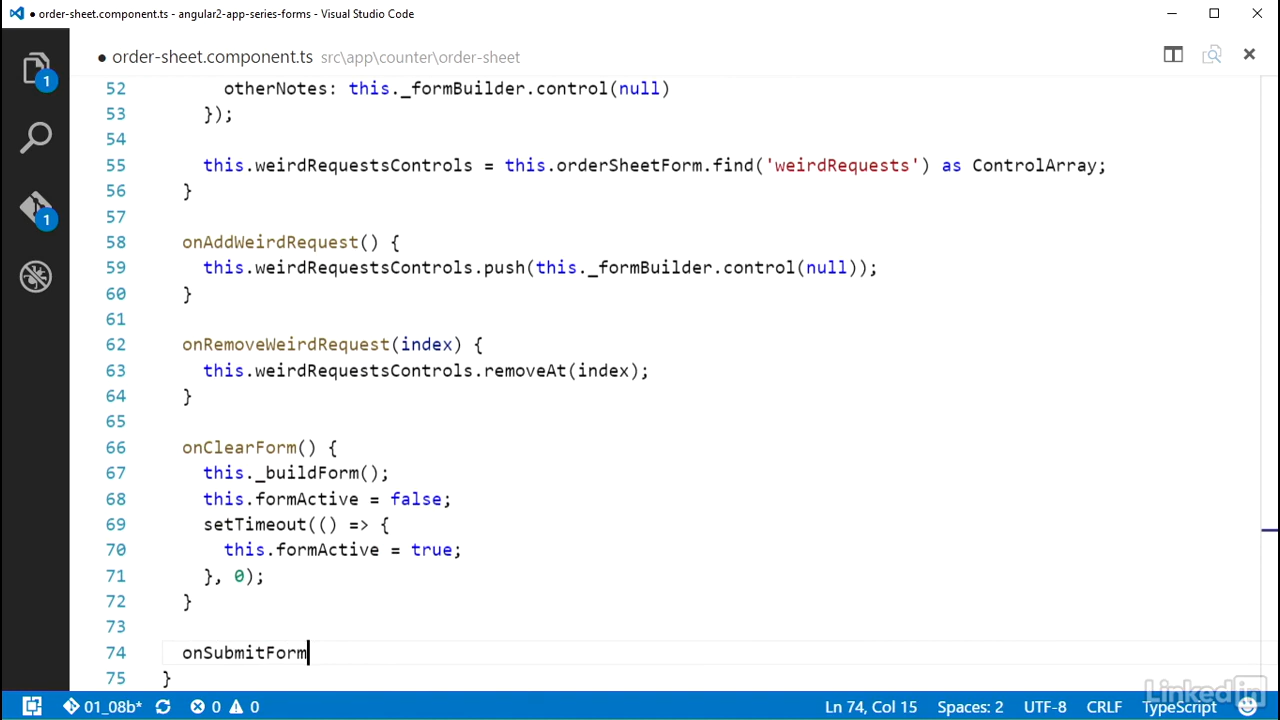 order-sheet.component.ts - angular2-app-series-forms - Visual Studio Code
order-sheet.component.ts src\app\counter\order-sheet
52 otherNotes: this._formBuilder.control(null)
53 });
54
55 this.weirdRequestsControls = this.orderSheetForm.find('weirdRequests') as ControlArray;
56 }
57
58 onAddWeirdRequest() {
59 this.weirdRequestsControls.push(this._formBuilder.control(null));
60 }
61
62 onRemoveWeirdRequest(index) {
63 this.weirdRequestsControls.removeAt(index);
64 }
65
66 onClearForm() {
67 this._buildForm();
68 this.formActive = false;
69 setTimeout(() => {
70 this.formActive = true;
71 }, 0);
72 }
73
74 onSubmitForm
75 }
1
1
01_08b* 0 0 Ln 74, Col 15 Spaces: 2 UTF-8 CRLF TypeScript
Linked in